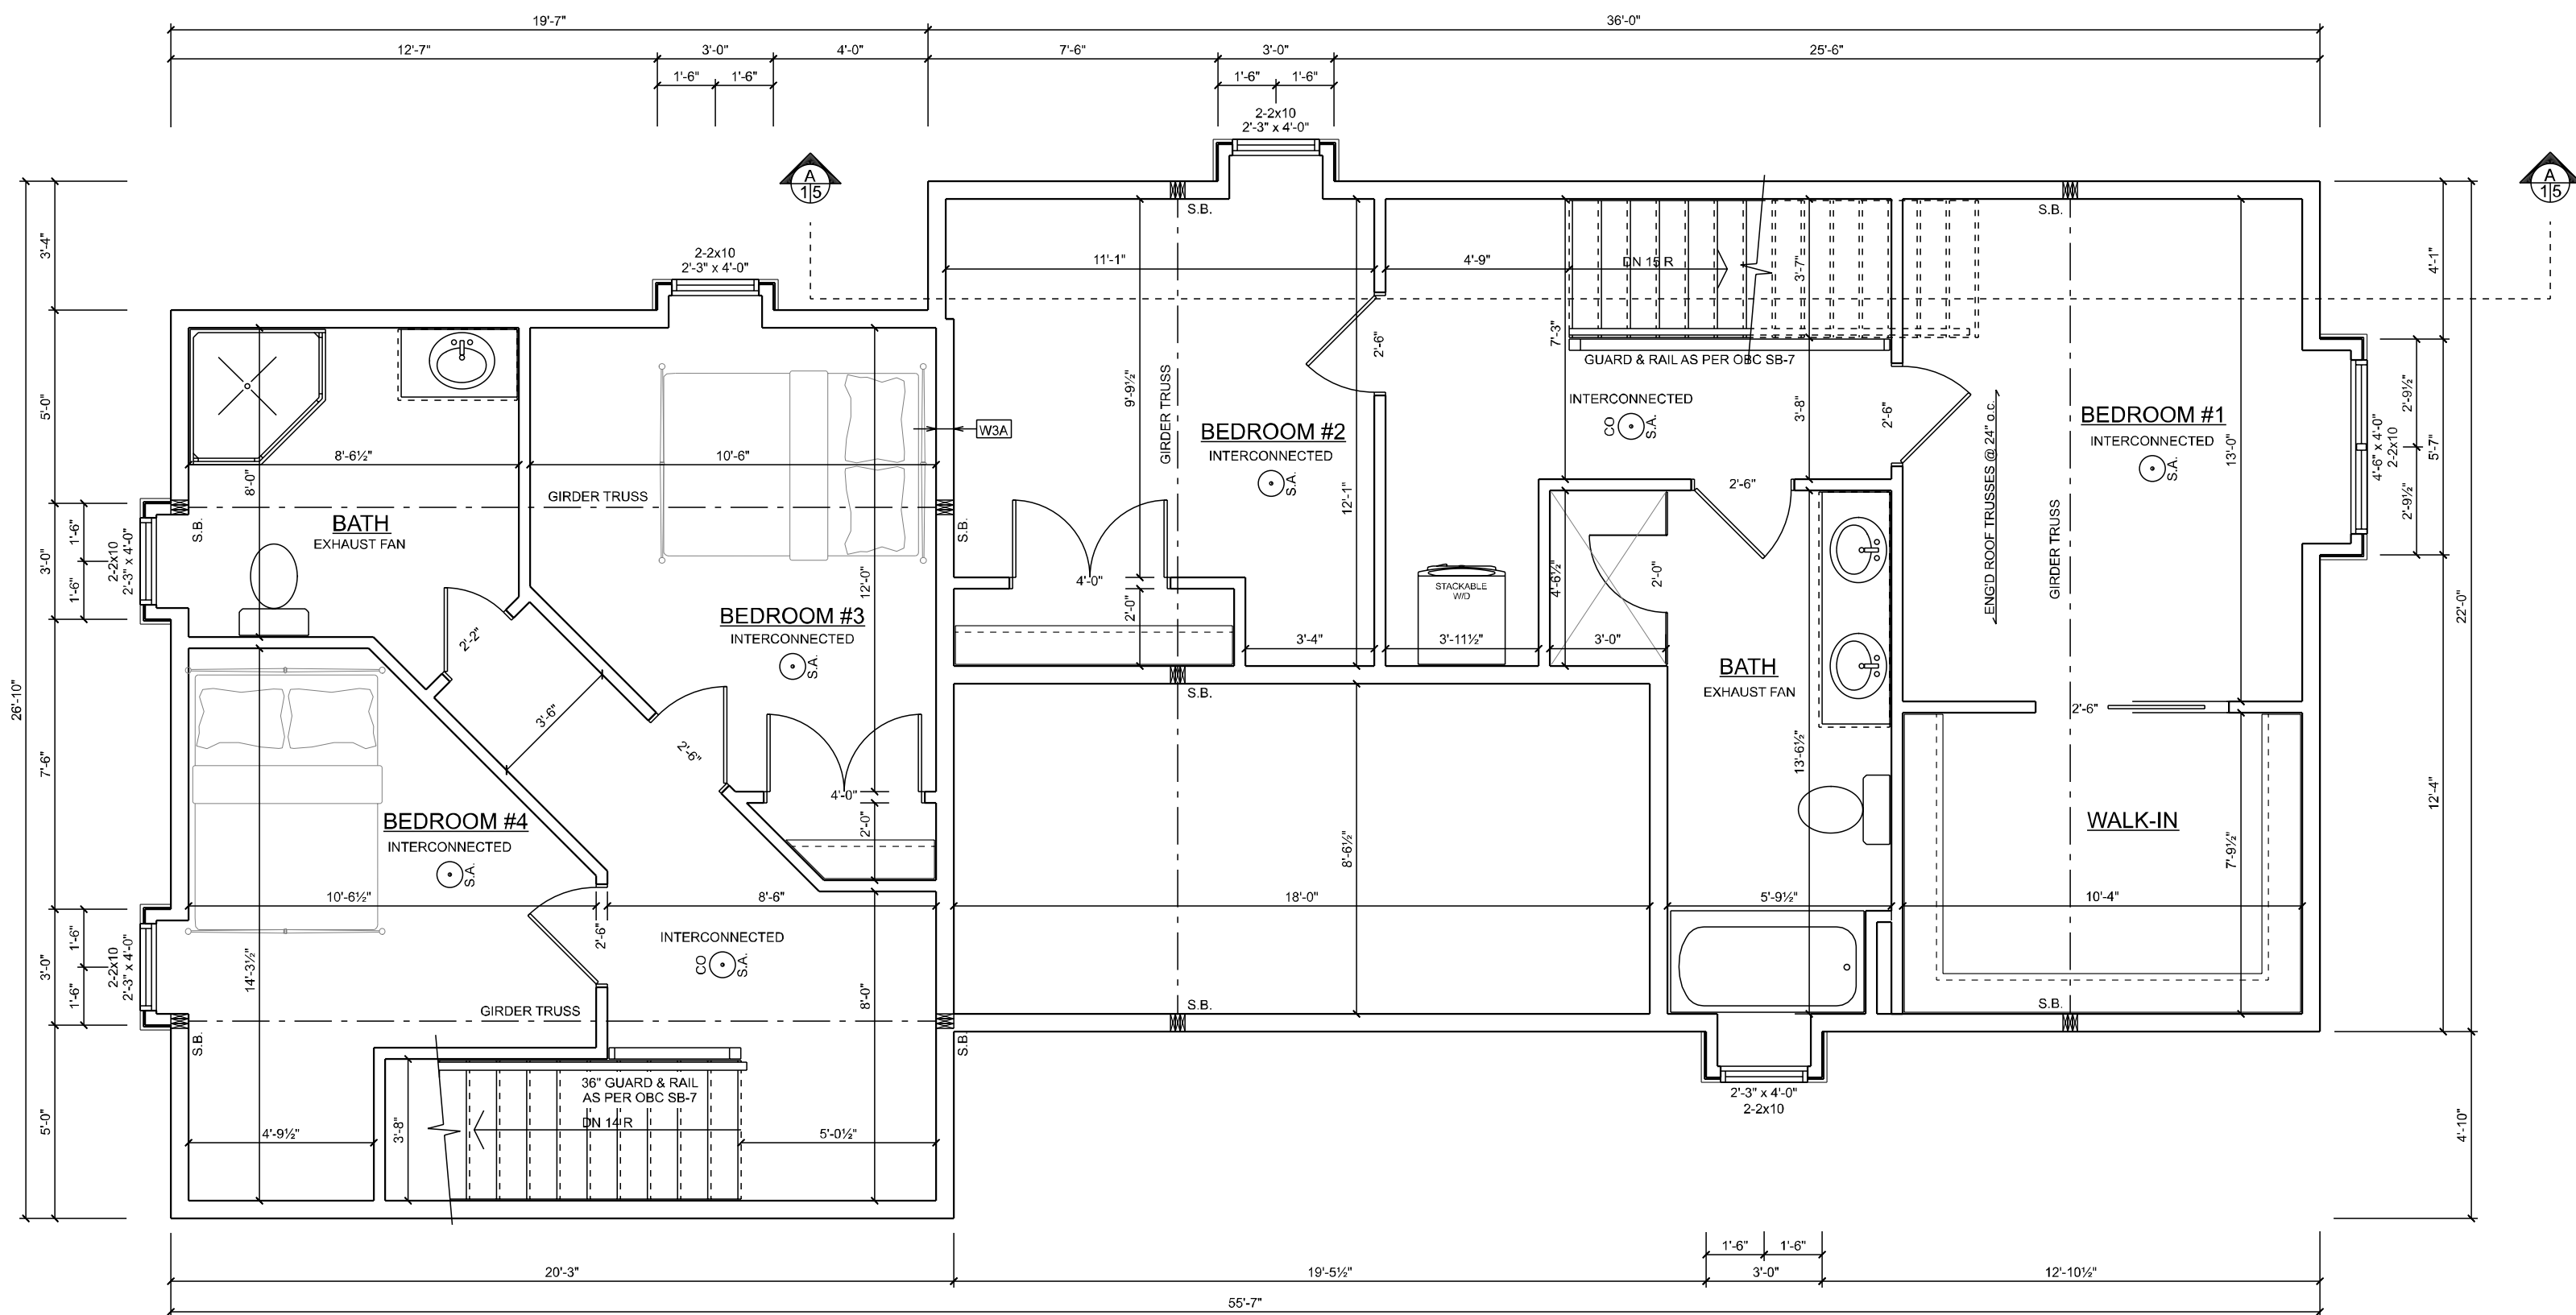 19'-7"
36'-0"
12'-7"
3'-0"
4'-0"
7'-6"
3'-0"
25'-6"
1'-6"
1'-6"
1'-6"
1'-6"
2-2x10
2'-3" x 4'-0"
A
1 5
A
1 5
S.B.
S.B.
3'-4"
2-2x10
2'-3" x 4'-0"
11'-1"
4'-9"
DN 15 R
3'-7"
4'-1"
7'-3"
2'-6"
GUARD & RAIL AS PER OBC SB-7
9'-9½"
GIRDER TRUSS
INTERCONNECTED
CO
S.A.
3'-8"
2'-6"
ENG'D ROOF TRUSSES @ 24" o.c.
BEDROOM #1
INTERCONNECTED
S.A.
13'-0"
2'-9½"
4'-6" x 4'-0"
2-2x10
5'-7"
2'-9½"
5'-0"
W3A
BEDROOM #2
INTERCONNECTED
S.A.
12'-1"
8'-6½"
10'-6"
8'-0"
GIRDER TRUSS
2'-6"
BATH
EXHAUST FAN
S.B.
S.B.
GIRDER TRUSS
3'-0"
1'-6"
1'-6"
2-2x10
2'-3" x 4'-0"
12'-0"
4'-0"
2'-0"
STACKABLE
W/D
4'-6½"
2'-0"
22'-0"
BEDROOM #3
INTERCONNECTED
S.A.
2'-2"
3'-4"
3'-11½"
3'-0"
BATH
EXHAUST FAN
S.B.
26'-10"
3'-6"
2'-6"
2'-6"
7'-6"
13'-6½"
4'-0"
2'-0"
12'-4"
BEDROOM #4
INTERCONNECTED
S.A.
WALK-IN
8'-6½"
7'-9½"
10'-6½"
8'-6"
18'-0"
5'-9½"
10'-4"
2'-6"
INTERCONNECTED
CO
S.A.
3'-0"
1'-6"
1'-6"
2-2x10
2'-3" x 4'-0"
14'-3½"
8'-0"
GIRDER TRUSS
S.B.
S.B.
S.B.
S.B.
36" GUARD & RAIL
AS PER OBC SB-7
DN 14 R
2'-3" x 4'-0"
2-2x10
5'-0"
4'-9½"
3'-8"
5'-0½"
4'-10"
1'-6"
1'-6"
20'-3"
19'-5½"
3'-0"
12'-10½"
55'-7"